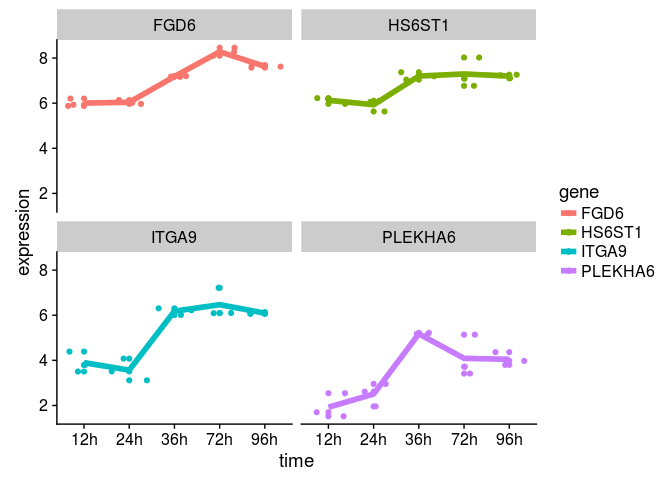 FGD6 HS6ST1
8
6
4
2
expression
ITGA9 PLEKHA6
8
6
4
2
12h 24h 36h 72h 96h 12h 24h 36h 72h 96h
time
gene
FGD6
HS6ST1
ITGA9
PLEKHA6